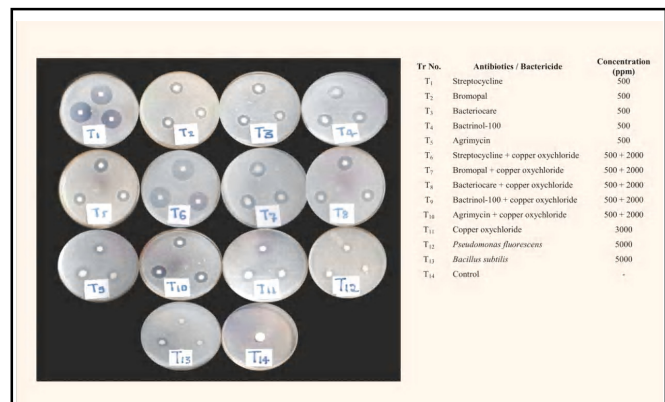 T1
T2
T3
T4
T5
T6
T7
T8
T9
T10
T11
T12
T13
T14
Tr No. Antibiotics / Bactericide Concentration (ppm)
T1 Streptocycline 500
T2 Bromopal 500
T3 Bacteriocare 500
T4 Bactrinol-100 500
T5 Agrimycin 500
T6 Streptocycline + copper oxychloride 500 + 2000
T7 Bromopal + copper oxychloride 500 + 2000
T8 Bacteriocare + copper oxychloride 500 + 2000
T9 Bactrinol-100 + copper oxychloride 500 + 2000
T10 Agrimycin + copper oxychloride 500 + 2000
T11 Copper oxychloride 3000
T12 Pseudomonas fluorescens 5000
T13 Bacillus subtilis 5000
T14 Control -